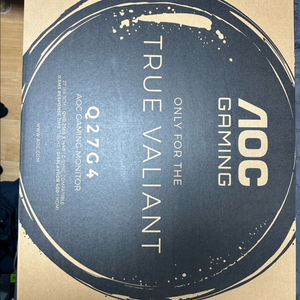 AOC
GAMING
ONLY FOR THE
TRUE VALIANT
Q27G4
AOC GAMING MONITOR
WWW.AOC.COM